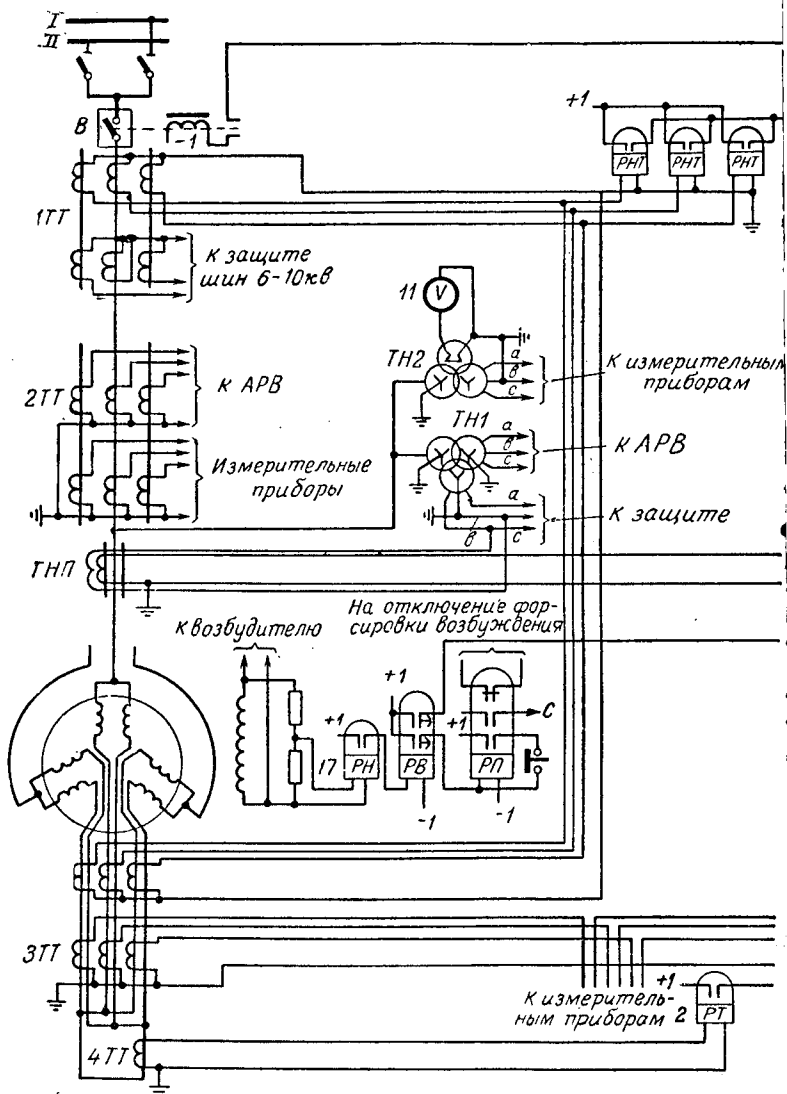 I
II
В
-1
+1
РНТ
РНТ
РНТ
1ТТ
К защите
шин 6-10кв
11
V
ТН2
а
в
с
К измерительным
приборам
2ТТ
К АРВ
ТН1
а
в
с
К АРВ
Измерительные
приборы
а
в
с
К защите
ТНП
На отключение фор-
сировки возбуждения
К возбудителю
+1
+1
+1
С
17
РН
РВ
РП
-1
-1
3ТТ
К измеритель-
ным приборам
+1
2
РТ
4ТТ